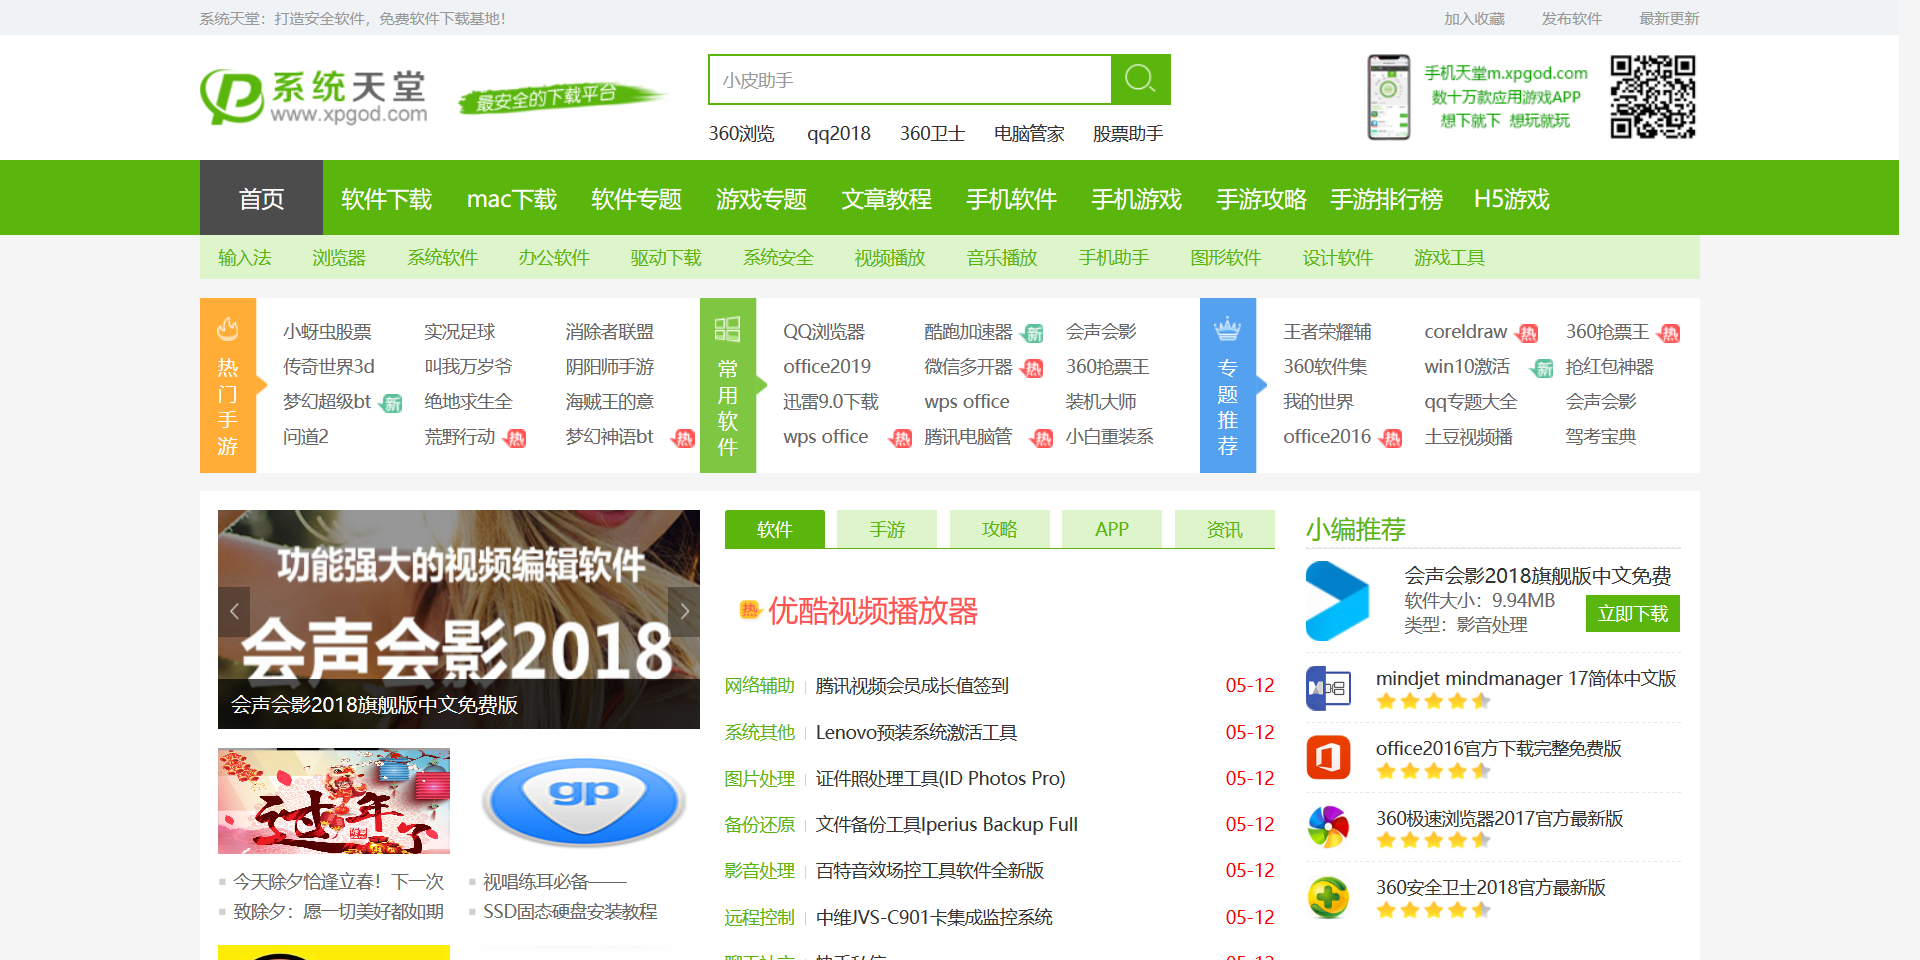 系统天堂：打造安全软件，免费软件下载基地！
加入收藏 发布软件 最新更新
系统天堂
www.xpgod.com
最安全的下载平台
小皮助手
360浏览 qq2018 360卫士 电脑管家 股票助手
手机天堂m.xpgod.com
数十万款应用游戏APP
想下就下 想玩就玩
首页 软件下载 mac下载 软件专题 游戏专题 文章教程 手机软件 手机游戏 手游攻略 手游排行榜 H5游戏
输入法 浏览器 系统软件 办公软件 驱动下载 系统安全 视频播放 音乐播放 手机助手 图形软件 设计软件 游戏工具
热门手游
小蚜虫股票 实况足球 消除者联盟
传奇世界3d 叫我万岁爷 阴阳师手游
梦幻超级bt 新 绝地求生全 海贼王的意
问道2 荒野行动 热 梦幻神语bt 热
常用软件
QQ浏览器 酷跑加速器 新 会声会影
office2019 微信多开器 热 360抢票王
迅雷9.0下载 wps office 装机大师
wps office 热 腾讯电脑管 热 小白重装系
专题推荐
王者荣耀辅 coreldraw 热 360抢票王 热
360软件集 win10激活 新 抢红包神器
我的世界 qq专题大全 会声会影
office2016 热 土豆视频播 驾考宝典
功能强大的视频编辑软件
会声会影2018
会声会影2018旗舰版中文免费版
过年了
gp
今天除夕恰逢立春！下一次
致除夕：愿一切美好都如期
视唱练耳必备——
SSD固态硬盘安装教程
软件 手游 攻略 APP 资讯
热 优酷视频播放器
网络辅助 腾讯视频会员成长值签到 05-12
系统其他 Lenovo预装系统激活工具 05-12
图片处理 证件照处理工具(ID Photos Pro) 05-12
备份还原 文件备份工具Iperius Backup Full 05-12
影音处理 百特音效场控工具软件全新版 05-12
远程控制 中维JVS-C901卡集成监控系统 05-12
小编推荐
会声会影2018旗舰版中文免费
软件大小：9.94MB
类型：影音处理
立即下载
mindjet mindmanager 17简体中文版
office2016官方下载完整免费版
360极速浏览器2017官方最新版
360安全卫士2018官方最新版